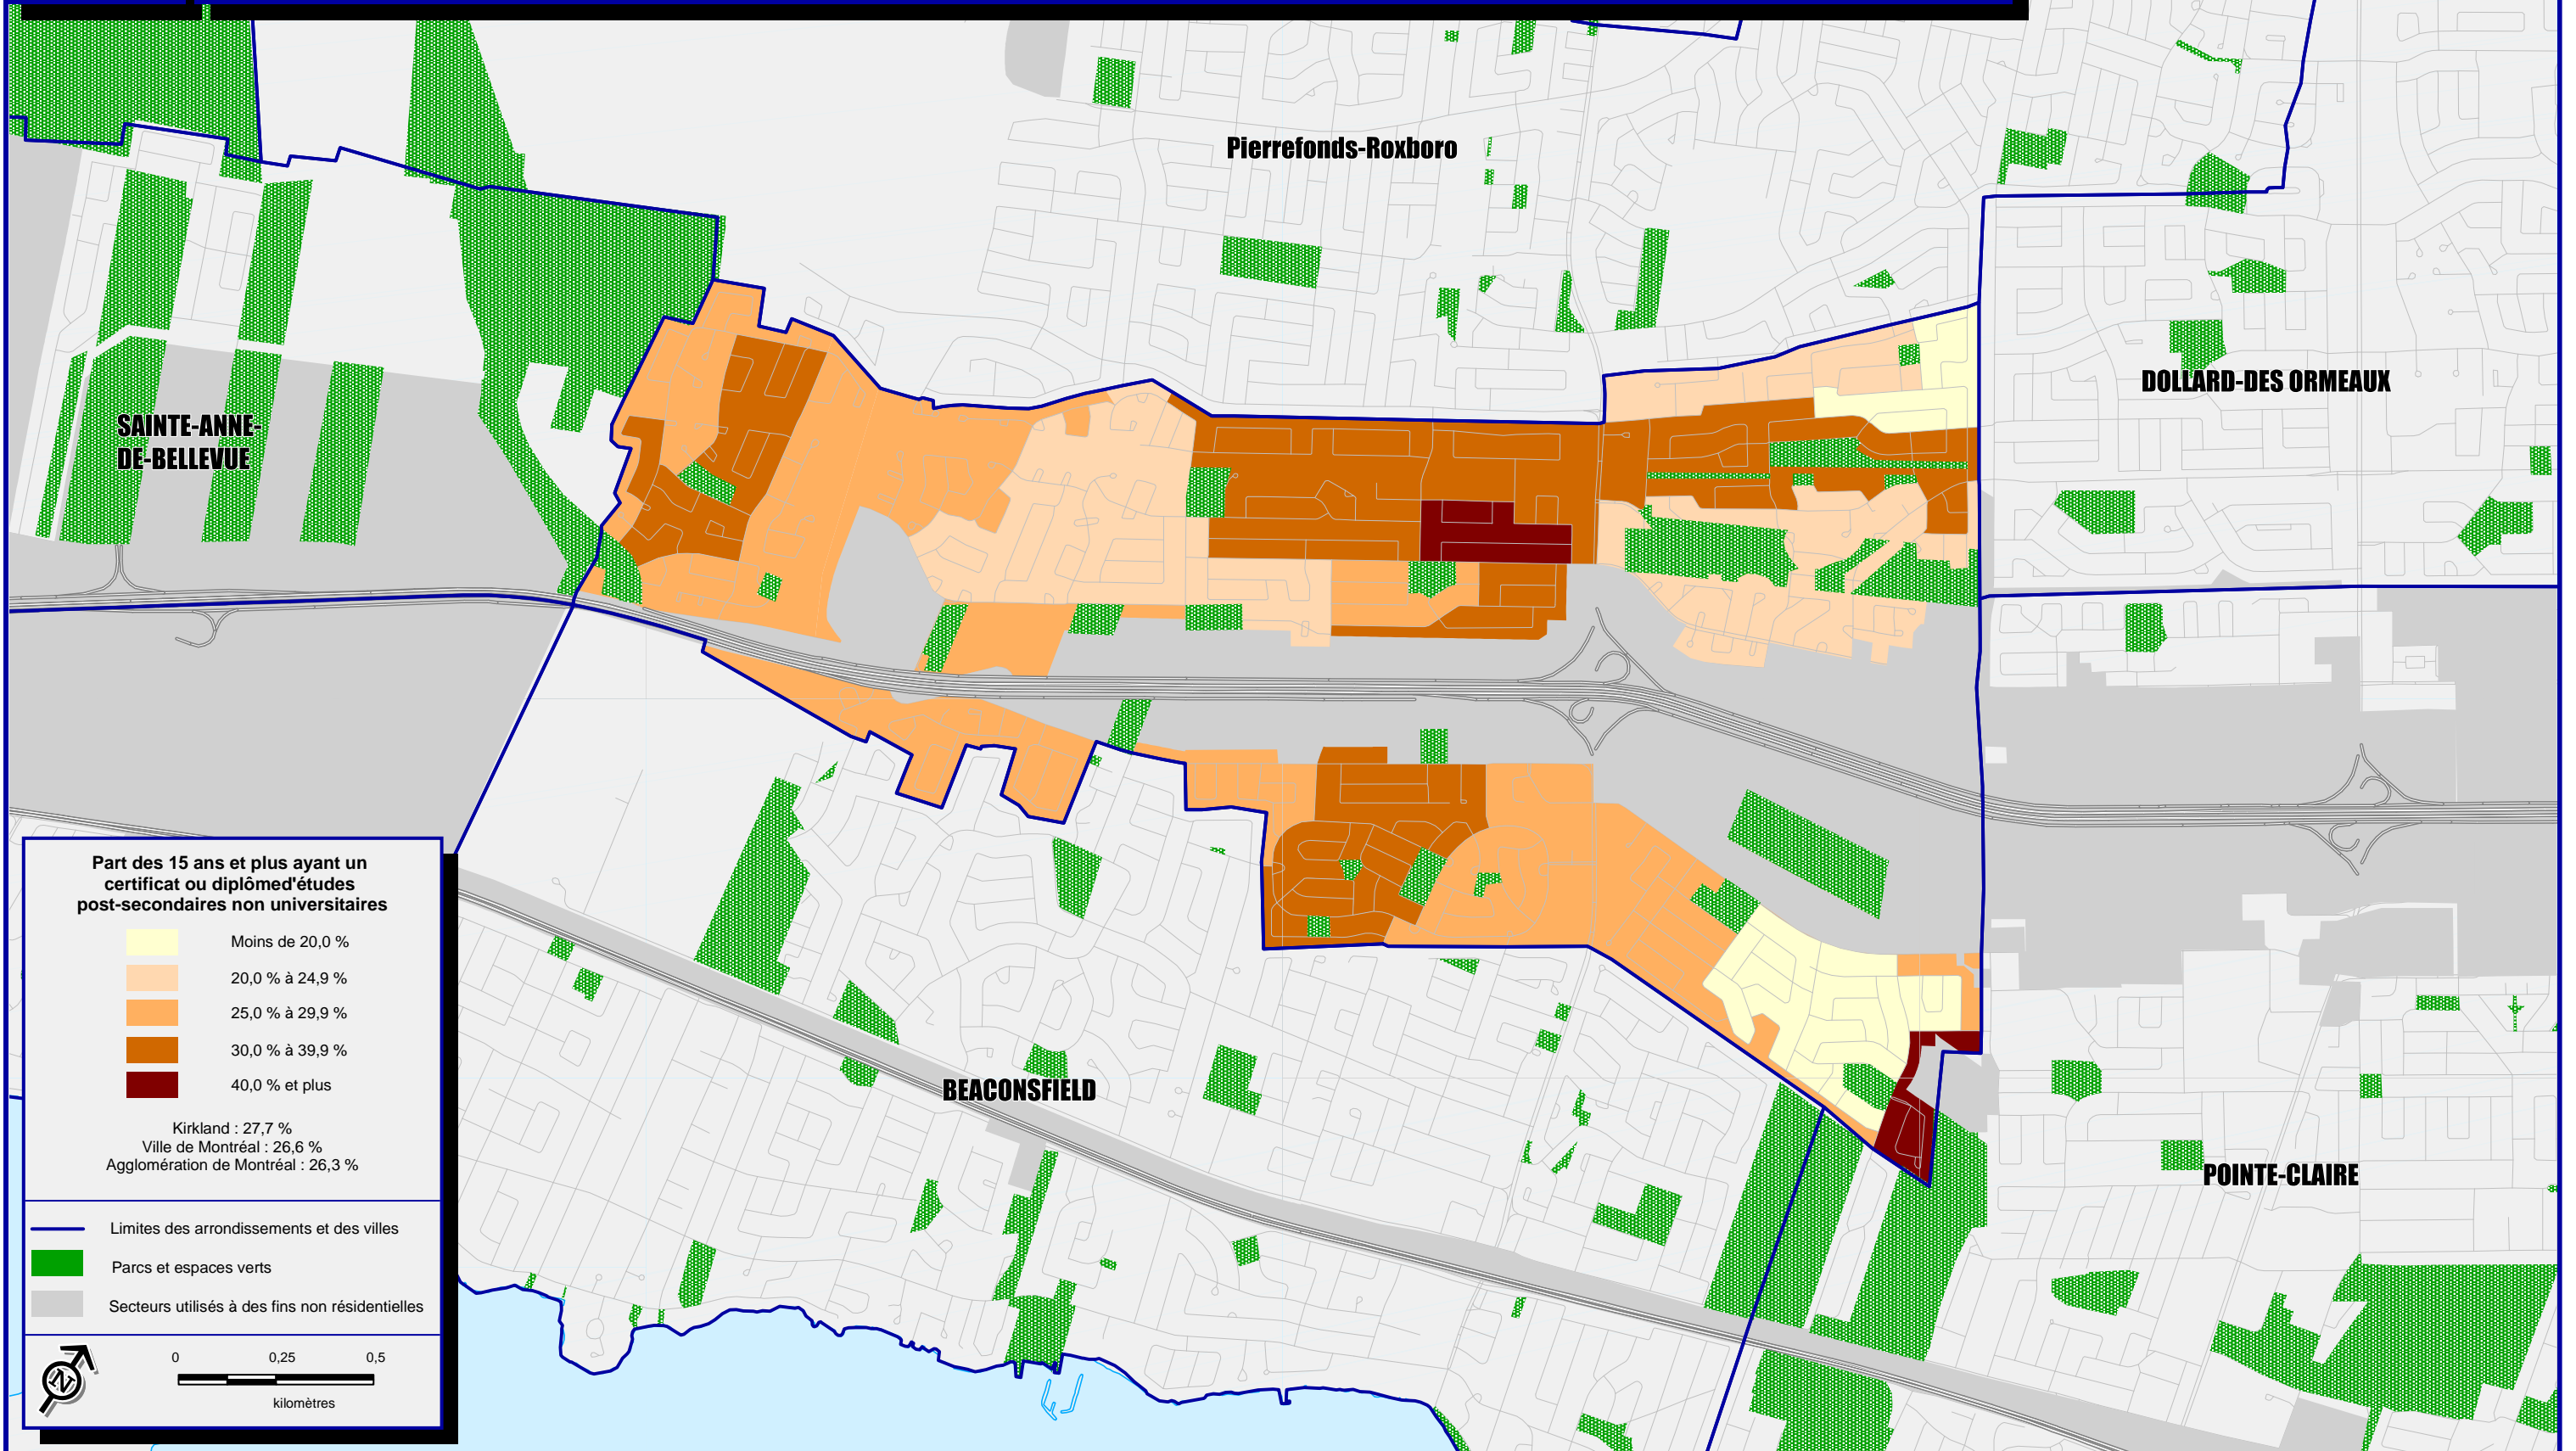 Pierrefonds-Roxboro
DOLLARD-DES ORMEAUX
SAINTE-ANNE-
DE-BELLEVUE
BEACONSFIELD
POINTE-CLAIRE
Part des 15 ans et plus ayant un
certificat ou diplômed'études
post-secondaires non universitaires
Moins de 20,0 %
20,0 % à 24,9 %
25,0 % à 29,9 %
30,0 % à 39,9 %
40,0 % et plus
Kirkland : 27,7 %
Ville de Montréal : 26,6 %
Agglomération de Montréal : 26,3 %
Limites des arrondissements et des villes
Parcs et espaces verts
Secteurs utilisés à des fins non résidentielles
N
0 0,25 0,5
kilomètres